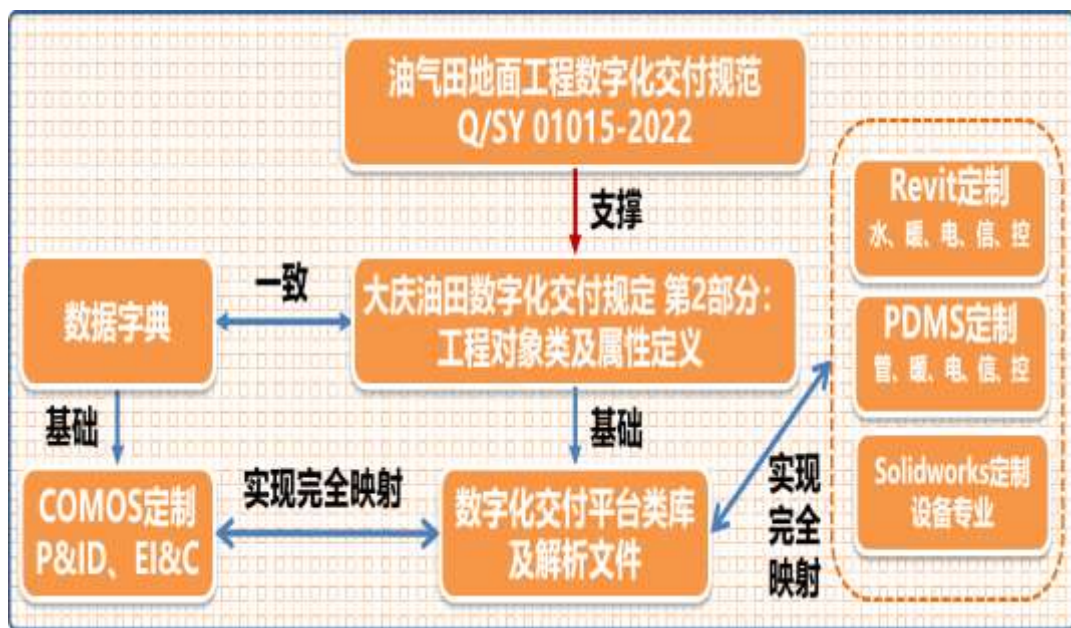 油气田地面工程数字化交付规范
Q/SY 01015-2022
支撑
Revit定制
水、暖、电、信、控
数据字典
一致
大庆油田数字化交付规定 第2部分：
工程对象类及属性定义
PDMS定制
管、暖、电、信、控
基础
基础
COMOS定制
P&ID、EI&C
实现完全映射
数字化交付平台类库
及解析文件
实现
完全
映射
Solidworks定制
设备专业